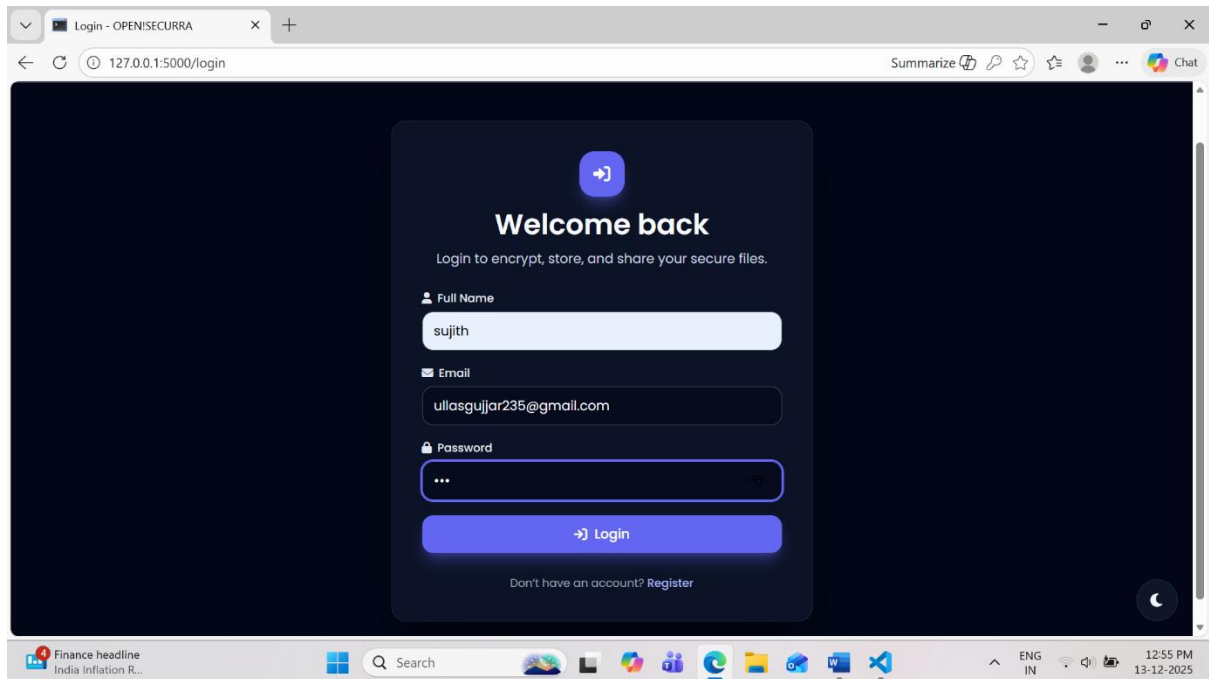 Login - OPEN!SECURRA
127.0.0.1:5000/login
Summarize
Chat
Welcome back
Login to encrypt, store, and share your secure files.
Full Name
sujith
Email
ullasgujjar235@gmail.com
Password
•••
Login
Don't have an account? Register
4
Finance headline
India Inflation R...
Search
ENG
IN
12:55 PM
13-12-2025